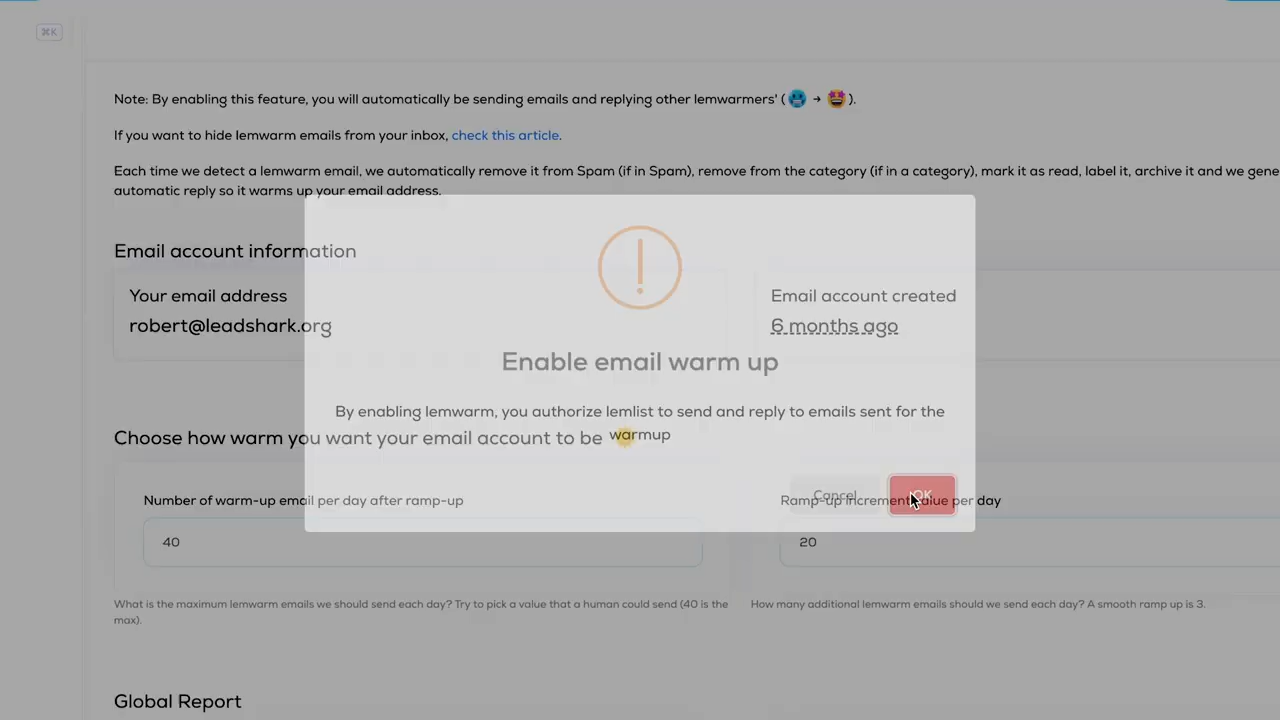 ⌘K
Note: By enabling this feature, you will automatically be sending emails and replying other lemwarmers' (🥶 → 🤩).
If you want to hide lemwarm emails from your inbox, check this article.
Each time we detect a lemwarm email, we automatically remove it from Spam (if in Spam), remove from the category (if in a category), mark it as read, label it, archive it and we gene
automatic reply so it warms up your email address.
Email account information
Your email address
robert@leadshark.org
Email account created
6 months ago
Enable email warm up
By enabling lemwarm, you authorize lemlist to send and reply to emails sent for the
warmup
Choose how warm you want your email account to be
Cancel
OK
Number of warm-up email per day after ramp-up
Ramp-up increment value per day
40
20
What is the maximum lemwarm emails we should send each day? Try to pick a value that a human could send (40 is the
max).
How many additional lemwarm emails should we send each day? A smooth ramp up is 3.
Global Report